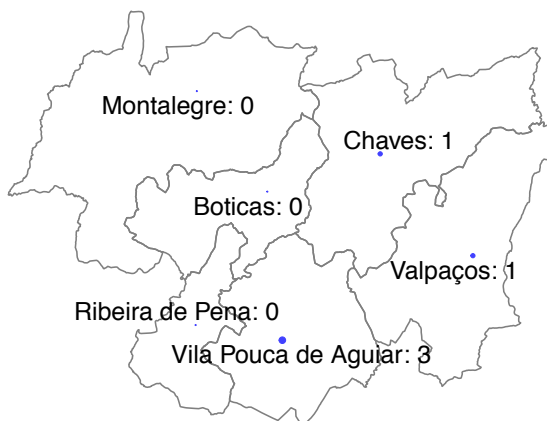 Montalegre: 0
Chaves: 1
Boticas: 0
Valpaços: 1
Ribeira de Pena: 0
Vila Pouca de Aguiar: 3